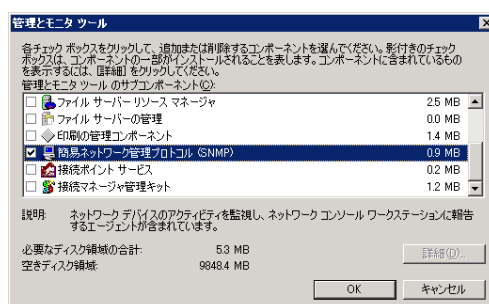 管理とモニタ ツール
各チェック ボックスをクリックして、追加または削除するコンポーネントを選んでください。影付きのチェック
ボックスは、コンポーネントの一部がインストールされることを表します。コンポーネントに含まれているもの
を表示するには、[詳細] をクリックしてください。
管理とモニタ ツール のサブコンポーネント(C):
ファイル サーバー リソース マネージャ 2.5 MB
ファイル サーバーの管理 0.0 MB
印刷の管理コンポーネント 1.4 MB
簡易ネットワーク管理プロトコル (SNMP) 0.9 MB
接続ポイント サービス 0.2 MB
接続マネージャ管理キット 1.2 MB
説明: ネットワーク デバイスのアクティビティを監視し、ネットワーク コンソール ワークステーションに報告
するエージェントが含まれています。
必要なディスク領域の合計: 5.3 MB
空きディスク領域: 9848.4 MB
詳細(D)...
OK キャンセル